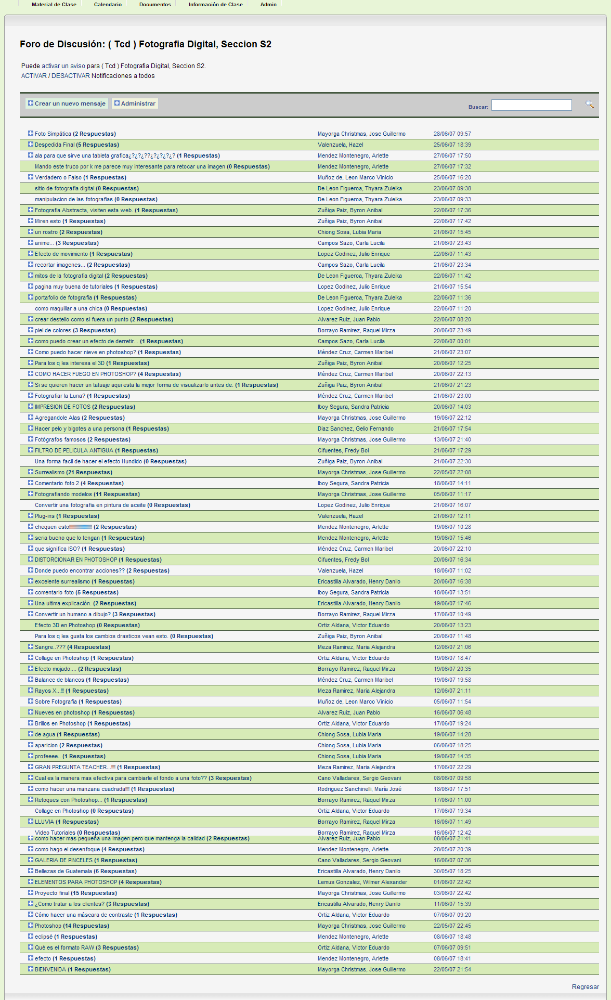 Material de Clase Calendario Documentos Información de Clase Admin
Foro de Discusión: ( Tcd ) Fotografia Digital, Seccion S2
Puede activar un aviso para ( Tcd ) Fotografia Digital, Seccion S2.
ACTIVAR / DESACTIVAR Notificaciones a todos
Crear un nuevo mensaje Administrar Buscar:
Foto Simpática (2 Respuestas) Mayorga Christmas, Jose Guillermo 28/06/07 09:57
Despedida Final (5 Respuestas) Valenzuela, Hazel 25/06/07 18:39
ala para que sirve una tableta grafica¿?¿?¿??¿?¿?¿?¿? (1 Respuestas) Mendez Montenegro, Arlette 27/06/07 17:50
Mando este truco por k me parece muy interesante para retocar una imagen (0 Respuestas) Mendez Montenegro, Arlette 27/06/07 17:32
Verdadero o Falso (1 Respuestas) Muñoz de, Leon Marco Vinicio 25/06/07 16:20
sitio de fotografia digital (0 Respuestas) De Leon Figueroa, Thyara Zuleika 23/06/07 09:38
manipulacion de las fotografias (0 Respuestas) De Leon Figueroa, Thyara Zuleika 23/06/07 09:33
Fotografia Abstracta, visiten esta web. (1 Respuestas) Zuñiga Paiz, Byron Anibal 22/06/07 17:36
Miren esto (1 Respuestas) Zuñiga Paiz, Byron Anibal 22/06/07 17:42
un rostro (2 Respuestas) Chiong Sosa, Lubia Maria 21/06/07 15:45
anime... (3 Respuestas) Campos Sazo, Carla Lucila 21/06/07 23:43
Efecto de movimiento (1 Respuestas) Lopez Godinez, Julio Enrique 22/06/07 11:43
recortar imagenes... (2 Respuestas) Campos Sazo, Carla Lucila 21/06/07 23:34
mitos de la fotografia digital (2 Respuestas) De Leon Figueroa, Thyara Zuleika 22/06/07 11:42
pagina muy buena de tutoriales (1 Respuestas) Lopez Godinez, Julio Enrique 21/06/07 15:54
portafolio de fotografia (1 Respuestas) De Leon Figueroa, Thyara Zuleika 22/06/07 11:36
como maquillar a una chica (0 Respuestas) Lopez Godinez, Julio Enrique 22/06/07 11:20
crear destello como si fuera un punto (2 Respuestas) Alvarez Ruiz, Juan Pablo 22/06/07 08:20
piel de colores (3 Respuestas) Borrayo Ramirez, Raquel Mirza 20/06/07 23:49
como puedo crear un efecto de derretir... (1 Respuestas) Campos Sazo, Carla Lucila 22/06/07 00:01
Como puedo hacer nieve en photoshop? (1 Respuestas) Méndez Cruz, Carmen Maribel 21/06/07 23:07
Para los q les interesa el 3D (1 Respuestas) Zuñiga Paiz, Byron Anibal 20/06/07 12:25
COMO HACER FUEGO EN PHOTOSHOP? (4 Respuestas) Méndez Cruz, Carmen Maribel 20/06/07 22:13
Si se quieren hacer un tatuaje aqui esta la mejor forma de visualizarlo antes de. (1 Respuestas) Zuñiga Paiz, Byron Anibal 21/06/07 21:23
Fotografiar la Luna? (1 Respuestas) Méndez Cruz, Carmen Maribel 21/06/07 23:00
IMPRESION DE FOTOS (2 Respuestas) Iboy Segura, Sandra Patricia 20/06/07 14:03
Agregandole Alas (2 Respuestas) Mayorga Christmas, Jose Guillermo 19/06/07 22:12
Hacer pelo y bigotes a una persona (1 Respuestas) Diaz Sanchez, Gelio Fernando 21/06/07 17:54
Fotógrafos famosos (2 Respuestas) Mayorga Christmas, Jose Guillermo 13/06/07 21:40
FILTRO DE PELICULA ANTIGUA (1 Respuestas) Cifuentes, Fredy Bol 21/06/07 17:29
Una forma facil de hacer el efecto Hundido (0 Respuestas) Zuñiga Paiz, Byron Anibal 21/06/07 22:30
Surrealismo (21 Respuestas) Mayorga Christmas, Jose Guillermo 22/05/07 22:08
Comentario foto 2 (4 Respuestas) Iboy Segura, Sandra Patricia 18/06/07 14:11
Fotografiando modelos (11 Respuestas) Mayorga Christmas, Jose Guillermo 05/06/07 11:17
Convertir una fotografia en pintura de aceite (0 Respuestas) Lopez Godinez, Julio Enrique 21/06/07 16:07
Plug-ins (1 Respuestas) Valenzuela, Hazel 21/06/07 12:11
chequen esto (2 Respuestas) Mendez Montenegro, Arlette 19/06/07 10:28
seria bueno que lo tengan (1 Respuestas) Mendez Montenegro, Arlette 19/06/07 15:46
que significa ISO? (1 Respuestas) Méndez Cruz, Carmen Maribel 20/06/07 22:10
DISTORCIONAR EN PHOTOSHOP (1 Respuestas) Cifuentes, Fredy Bol 20/06/07 16:34
Donde puedo encontrar acciones?? (2 Respuestas) Valenzuela, Hazel 18/06/07 11:02
excelente surrealismo (1 Respuestas) Ericastilla Alvarado, Henry Danilo 20/06/07 16:38
comentario foto (5 Respuestas) Iboy Segura, Sandra Patricia 18/06/07 13:51
Una ultima explicación. (2 Respuestas) Ericastilla Alvarado, Henry Danilo 19/06/07 17:46
Convertir un humano a dibujo? (3 Respuestas) Borrayo Ramirez, Raquel Mirza 17/06/07 10:49
Efecto 3D en Photoshop (0 Respuestas) Ortiz Aldana, Victor Eduardo 20/06/07 13:23
Para los q les gusta los cambios drasticos vean esto. (0 Respuestas) Zuñiga Paiz, Byron Anibal 20/06/07 11:48
Sangre..??? (4 Respuestas) Meza Ramirez, Maria Alejandra 12/06/07 21:06
Collage en Photoshop (1 Respuestas) Ortiz Aldana, Victor Eduardo 19/06/07 18:47
Efecto mojado.... (2 Respuestas) Borrayo Ramirez, Raquel Mirza 19/06/07 20:35
Balance de blancos (1 Respuestas) Méndez Cruz, Carmen Maribel 19/06/07 19:58
Rayos X...!!! (1 Respuestas) Meza Ramirez, Maria Alejandra 12/06/07 21:11
Sobre Fotografia (1 Respuestas) Muñoz de, Leon Marco Vinicio 05/06/07 11:54
Nueves en photoshop (1 Respuestas) Alvarez Ruiz, Juan Pablo 16/06/07 06:48
Brillos en Photoshop (1 Respuestas) Ortiz Aldana, Victor Eduardo 17/06/07 19:24
de agua (1 Respuestas) Chiong Sosa, Lubia Maria 19/06/07 14:28
aparicion (2 Respuestas) Chiong Sosa, Lubia Maria 06/06/07 18:25
profeeee.. (1 Respuestas) Chiong Sosa, Lubia Maria 19/06/07 14:35
GRAN PREGUNTA TEACHER...!!!! (1 Respuestas) Meza Ramirez, Maria Alejandra 17/06/07 22:29
Cual es la manera mas efectiva para cambiarle el fondo a una foto?? (3 Respuestas) Cano Valladares, Sergio Geovani 08/06/07 09:58
como hacer una manzana cuadrada!!!! (1 Respuestas) Rodriguez Sanchinelli, María José 18/06/07 17:51
Retoques con Photoshop... (1 Respuestas) Borrayo Ramirez, Raquel Mirza 17/06/07 11:00
Collage en Photoshop (0 Respuestas) Ortiz Aldana, Victor Eduardo 17/06/07 19:34
LLUVIA (1 Respuestas) Borrayo Ramirez, Raquel Mirza 16/06/07 11:49
Video Tutoriales (0 Respuestas) Borrayo Ramirez, Raquel Mirza 16/06/07 12:42
como hacer mas pequeña una imagen pero que mantenga la calidad (2 Respuestas) Alvarez Ruiz, Juan Pablo 08/06/07 21:41
como hago el desenfoque (4 Respuestas) Mendez Montenegro, Arlette 28/05/07 20:39
GALERIA DE PINCELES (1 Respuestas) Cano Valladares, Sergio Geovani 16/06/07 07:36
Bellezas de Guatemala (6 Respuestas) Ericastilla Alvarado, Henry Danilo 30/05/07 18:25
ELEMENTOS PARA PHOTOSHOP (4 Respuestas) Lemus Gonzalez, Wilmer Alexander 01/06/07 22:42
Proyecto final (15 Respuestas) Mayorga Christmas, Jose Guillermo 03/06/07 22:42
¿Como tratar a los clientes? (3 Respuestas) Ericastilla Alvarado, Henry Danilo 11/06/07 15:39
Cómo hacer una máscara de contraste (1 Respuestas) Ortiz Aldana, Victor Eduardo 07/06/07 09:20
Photoshop (14 Respuestas) Mayorga Christmas, Jose Guillermo 22/05/07 22:45
eclipsé (1 Respuestas) Mendez Montenegro, Arlette 08/06/07 18:48
Qué es el formato RAW (3 Respuestas) Ortiz Aldana, Victor Eduardo 07/06/07 09:51
efecto (1 Respuestas) Mendez Montenegro, Arlette 08/06/07 18:41
BIENVENIDA (1 Respuestas) Mayorga Christmas, Jose Guillermo 22/05/07 21:54
Regresar